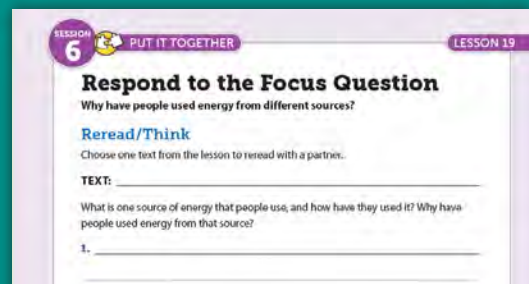 SESSION
6 PUT IT TOGETHER
LESSON 19
Respond to the Focus Question
Why have people used energy from different sources?
Reread/Think
Choose one text from the lesson to reread with a partner.
TEXT:
What is one source of energy that people use, and how have they used it? Why have
people used energy from that source?
1.